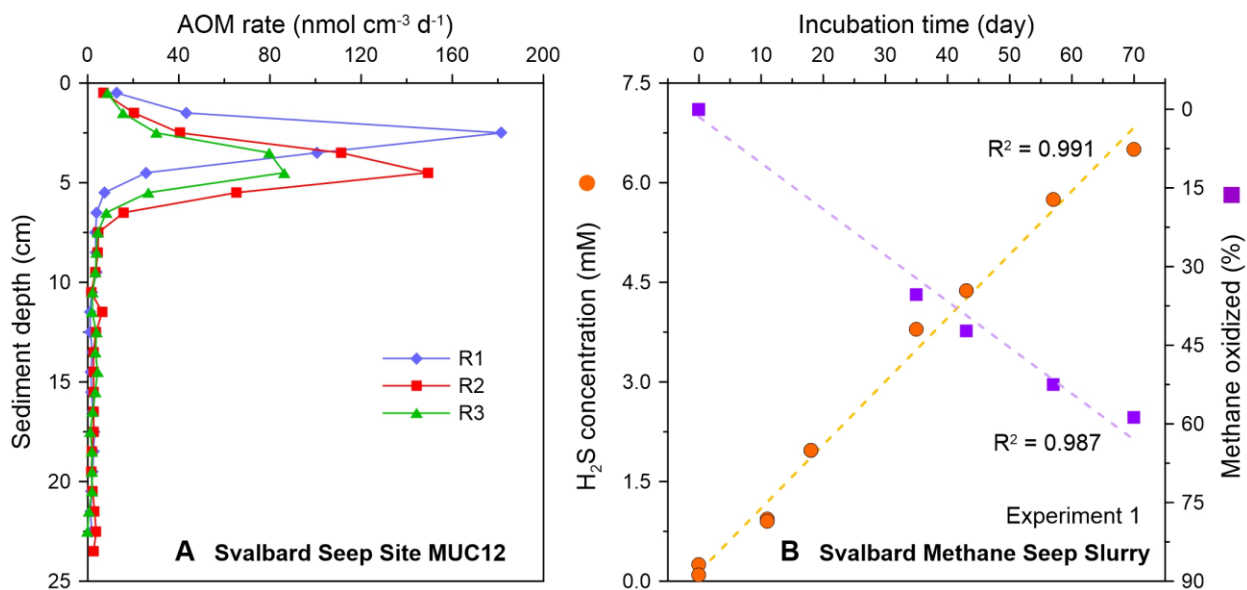 AOM rate (nmol cm⁻³ d⁻¹)
0 40 80 120 160 200
Sediment depth (cm)
0
5
10
15
20
25
R1
R2
R3
A Svalbard Seep Site MUC12
Incubation time (day)
0 10 20 30 40 50 60 70
H₂S concentration (mM)
7.5
6.0
4.5
3.0
1.5
0.0
R² = 0.991
R² = 0.987
Experiment 1
B Svalbard Methane Seep Slurry
Methane oxidized (%)
0
15
30
45
60
75
90